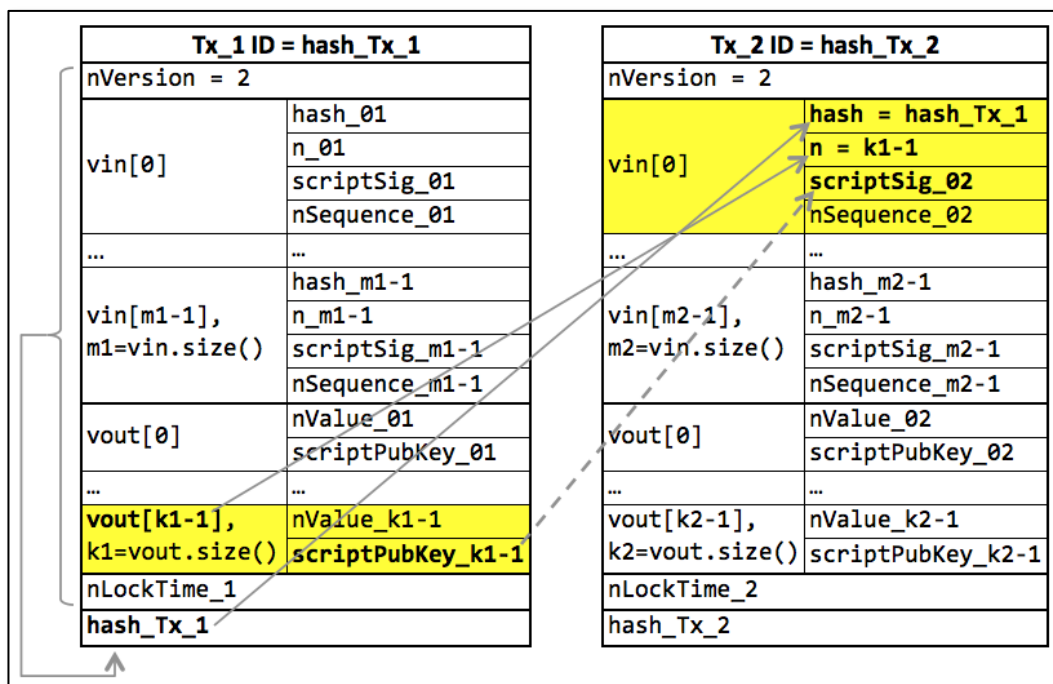 Tx_1 ID = hash_Tx_1
nVersion = 2
vin[0]
hash_01
n_01
scriptSig_01
nSequence_01
...
…
vin[m1-1],
m1=vin.size()
hash_m1-1
n_m1-1
scriptSig_m1-1
nSequence_m1-1
vout[0]
nValue_01
scriptPubKey_01
…
…
vout[k1-1],
k1=vout.size()
nValue_k1-1
scriptPubKey_k1-1
nLockTime_1
hash_Tx_1
Tx_2 ID = hash_Tx_2
nVersion = 2
vin[0]
hash = hash_Tx_1
n = k1-1
scriptSig_02
nSequence_02
...
…
vin[m2-1],
m2=vin.size()
hash_m2-1
n_m2-1
scriptSig_m2-1
nSequence_m2-1
vout[0]
nValue_02
scriptPubKey_02
…
…
vout[k2-1],
k2=vout.size()
nValue_k2-1
scriptPubKey_k2-1
nLockTime_2
hash_Tx_2